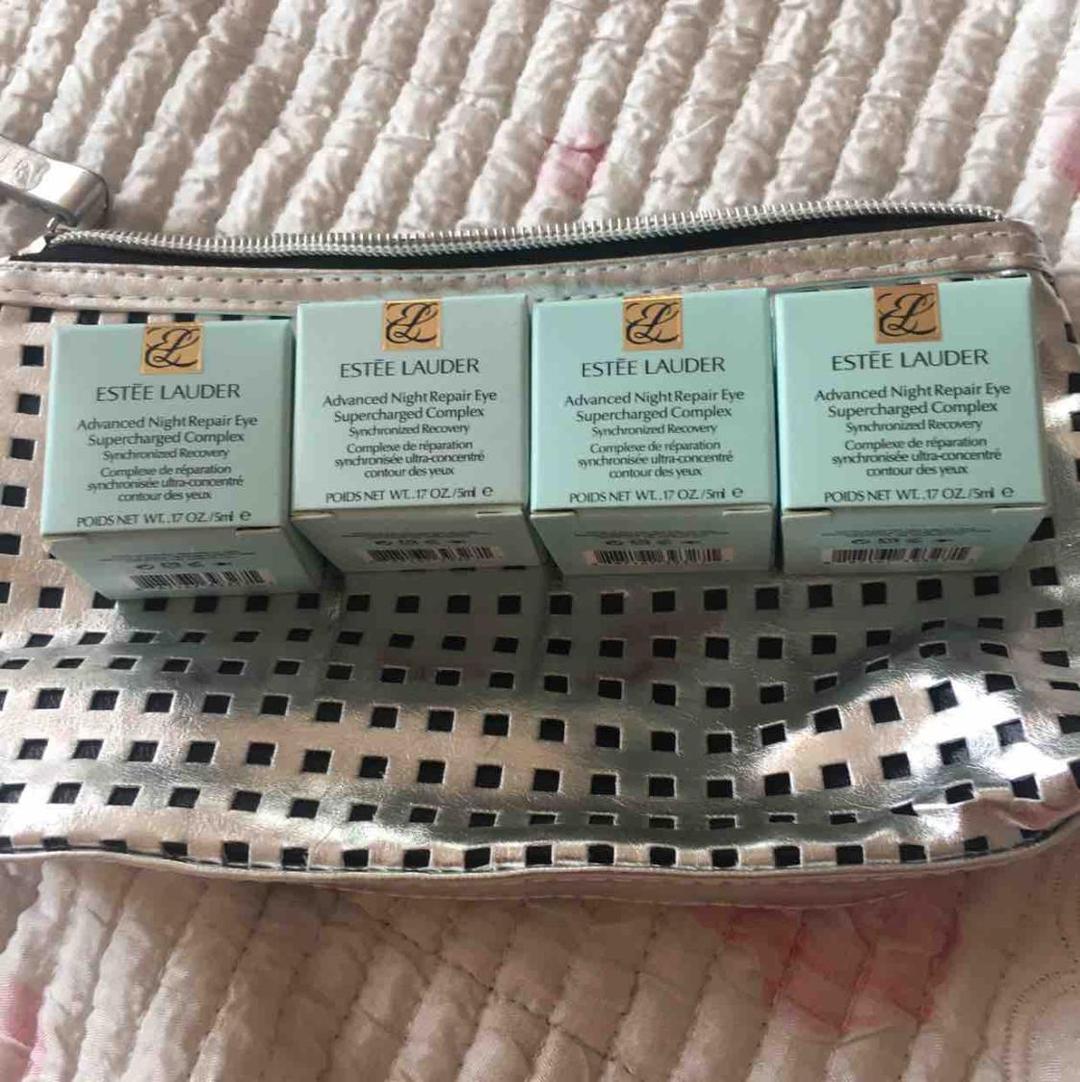 EL
ESTĒE LAUDER
Advanced Night Repair Eye
Supercharged Complex
Synchronized Recovery
Complexe de réparation
synchronisée ultra-concentré
contour des yeux
POIDS NET WT. .17 OZ./5ml e
EL
ESTĒE LAUDER
Advanced Night Repair Eye
Supercharged Complex
Synchronized Recovery
Complexe de réparation
synchronisée ultra-concentré
contour des yeux
POIDS NET WT. .17 OZ./5ml e
EL
ESTĒE LAUDER
Advanced Night Repair Eye
Supercharged Complex
Synchronized Recovery
Complexe de réparation
synchronisée ultra-concentré
contour des yeux
POIDS NET WT. .17 OZ./5ml e
EL
ESTĒE LAUDER
Advanced Night Repair Eye
Supercharged Complex
Synchronized Recovery
Complexe de réparation
synchronisée ultra-concentré
contour des yeux
POIDS NET WT. .17 OZ./5ml e